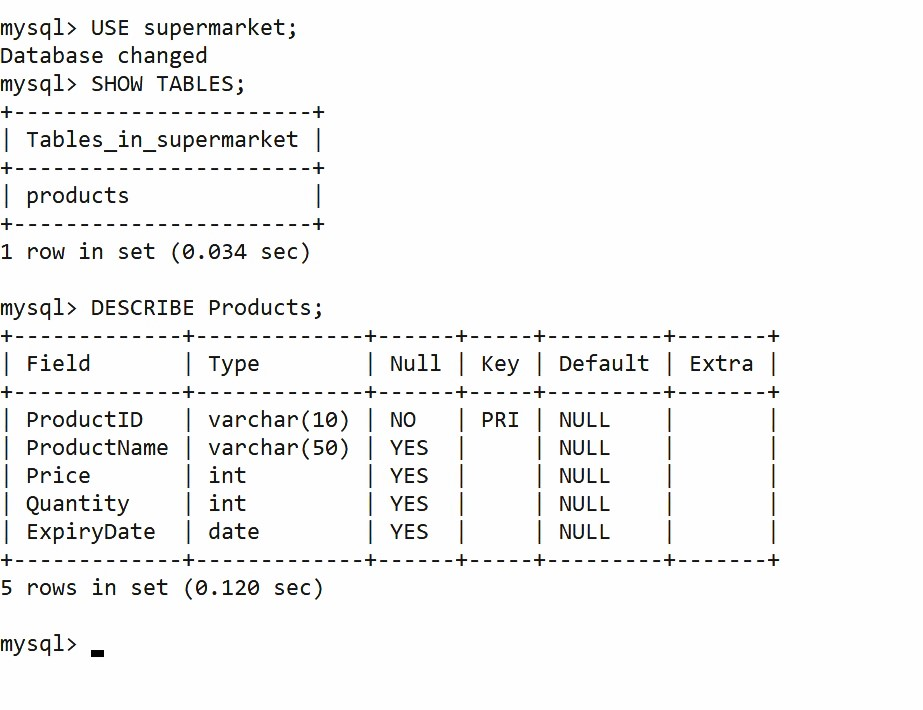 mysql> USE supermarket;
Database changed
mysql> SHOW TABLES;
+-----------------------+
| Tables_in_supermarket |
+-----------------------+
| products              |
+-----------------------+
1 row in set (0.034 sec)

mysql> DESCRIBE Products;
+-------------+-------------+------+-----+---------+-------+
| Field       | Type        | Null | Key | Default | Extra |
+-------------+-------------+------+-----+---------+-------+
| ProductID   | varchar(10) | NO   | PRI | NULL    |       |
| ProductName | varchar(50) | YES  |     | NULL    |       |
| Price       | int         | YES  |     | NULL    |       |
| Quantity    | int         | YES  |     | NULL    |       |
| ExpiryDate  | date        | YES  |     | NULL    |       |
+-------------+-------------+------+-----+---------+-------+
5 rows in set (0.120 sec)

mysql>